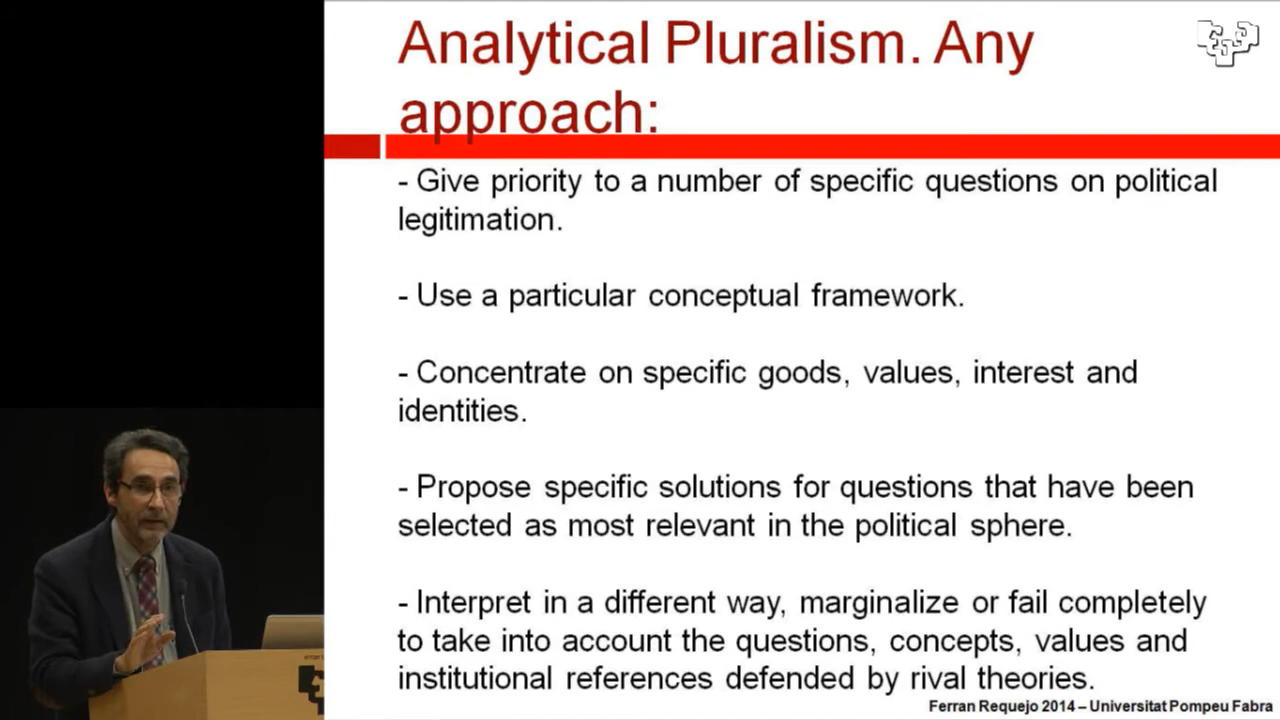 Analytical Pluralism. Any
approach:
- Give priority to a number of specific questions on political
legitimation.
- Use a particular conceptual framework.
- Concentrate on specific goods, values, interest and
identities.
- Propose specific solutions for questions that have been
selected as most relevant in the political sphere.
- Interpret in a different way, marginalize or fail completely
to take into account the questions, concepts, values and
institutional references defended by rival theories.
Ferran Requejo 2014 – Universitat Pompeu Fabra